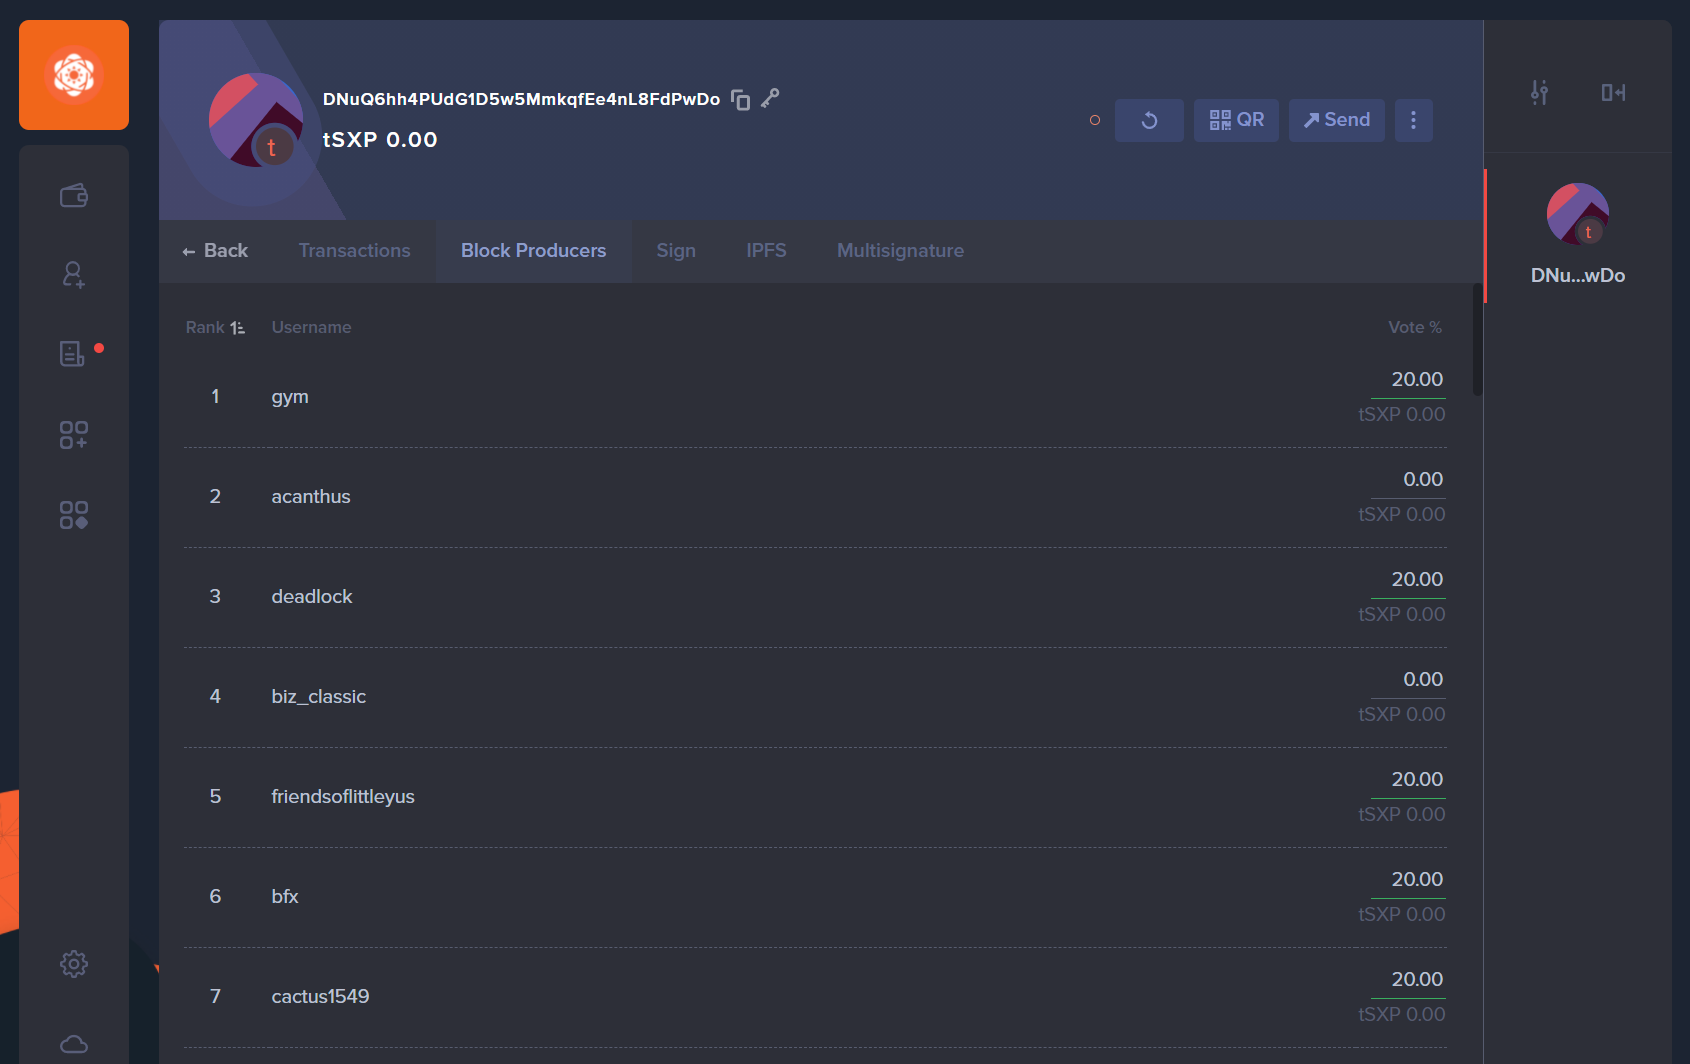 DNuQ6hh4PUdG1D5w5MmkqfEe4nL8FdPwDo
tSXP 0.00
t
QR
Send
t
DNu...wDo
← Back Transactions Block Producers Sign IPFS Multisignature
Rank 1 Username Vote %
1 gym 20.00
tSXP 0.00
2 acanthus 0.00
tSXP 0.00
3 deadlock 20.00
tSXP 0.00
4 biz_classic 0.00
tSXP 0.00
5 friendsoflittleyus 20.00
tSXP 0.00
6 bfx 20.00
tSXP 0.00
7 cactus1549 20.00
tSXP 0.00